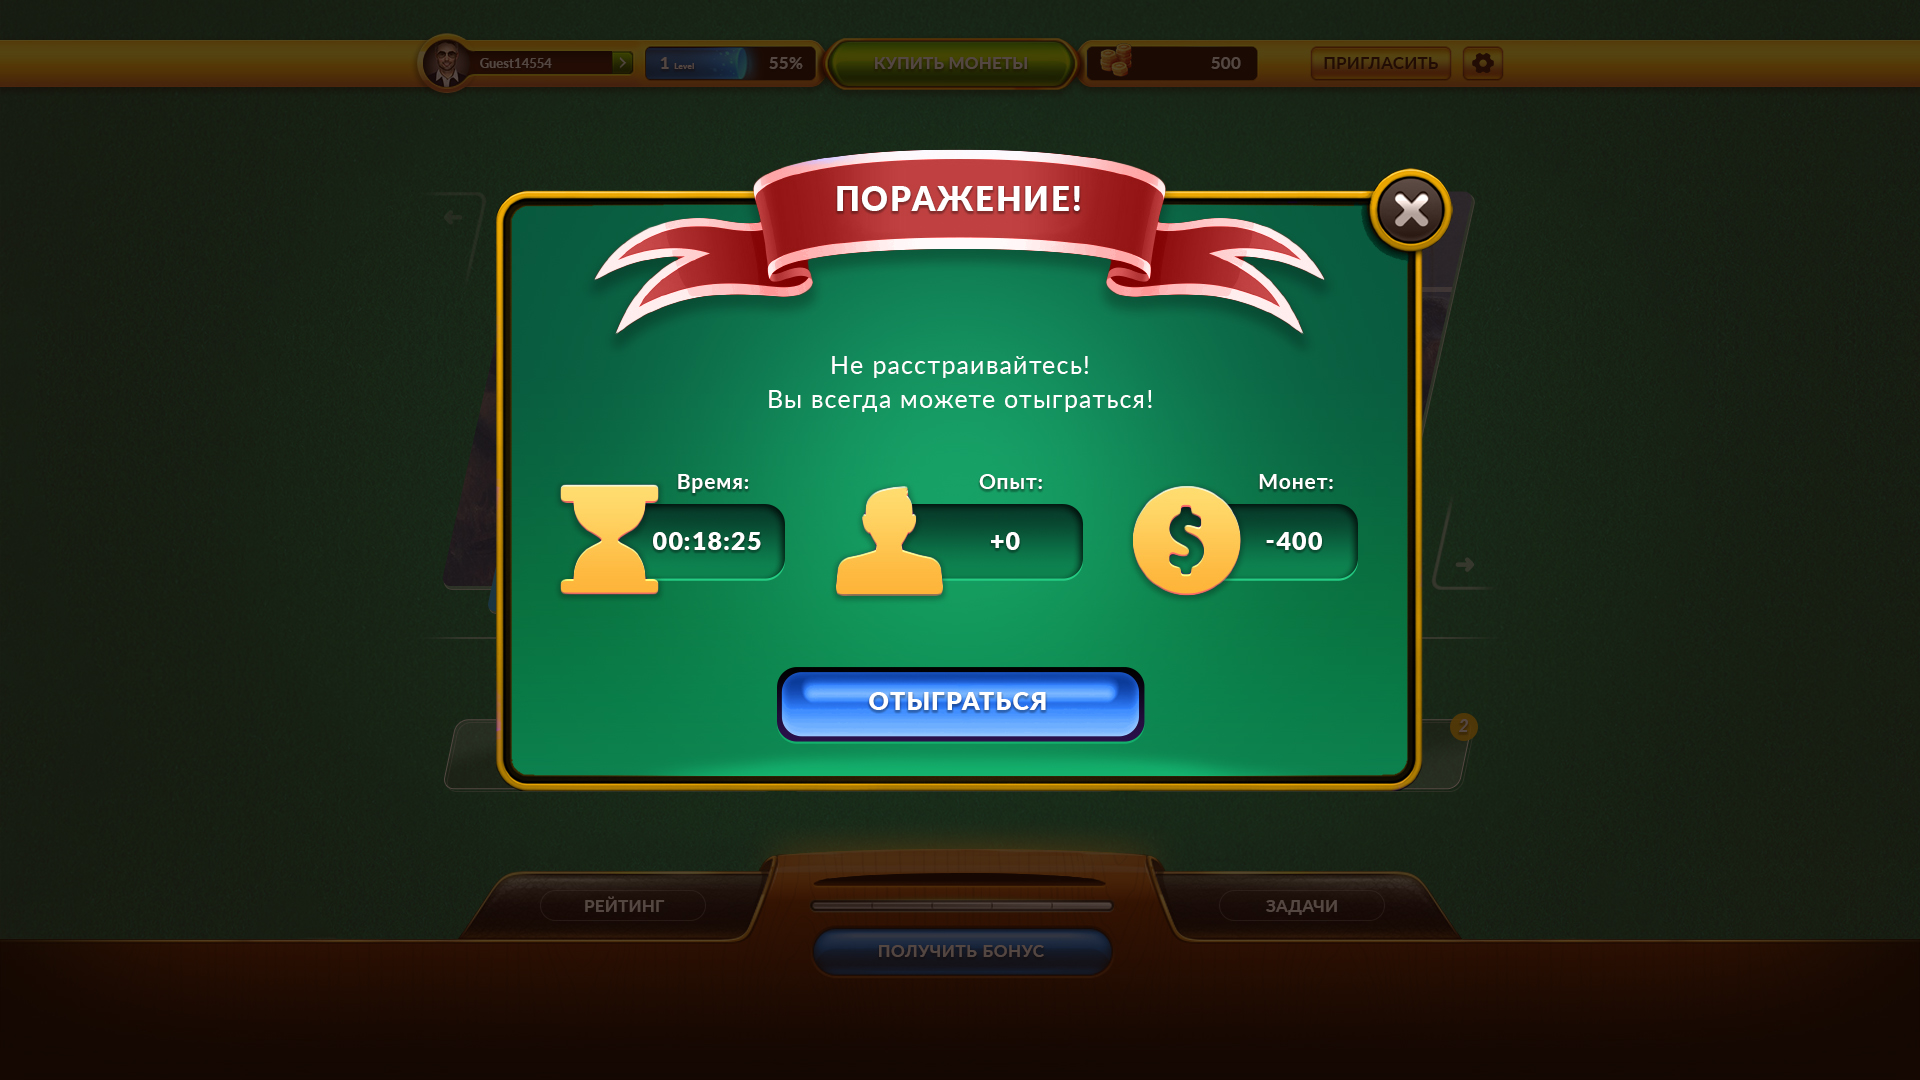 Guest14554
1 Level
55%
КУПИТЬ МОНЕТЫ
500
ПРИГЛАСИТЬ
ПОРАЖЕНИЕ!
Не расстраивайтесь!
Вы всегда можете отыграться!
Время:
00:18:25
Опыт:
+0
Монет:
-400
ОТЫГРАТЬСЯ
2
РЕЙТИНГ
ЗАДАЧИ
ПОЛУЧИТЬ БОНУС